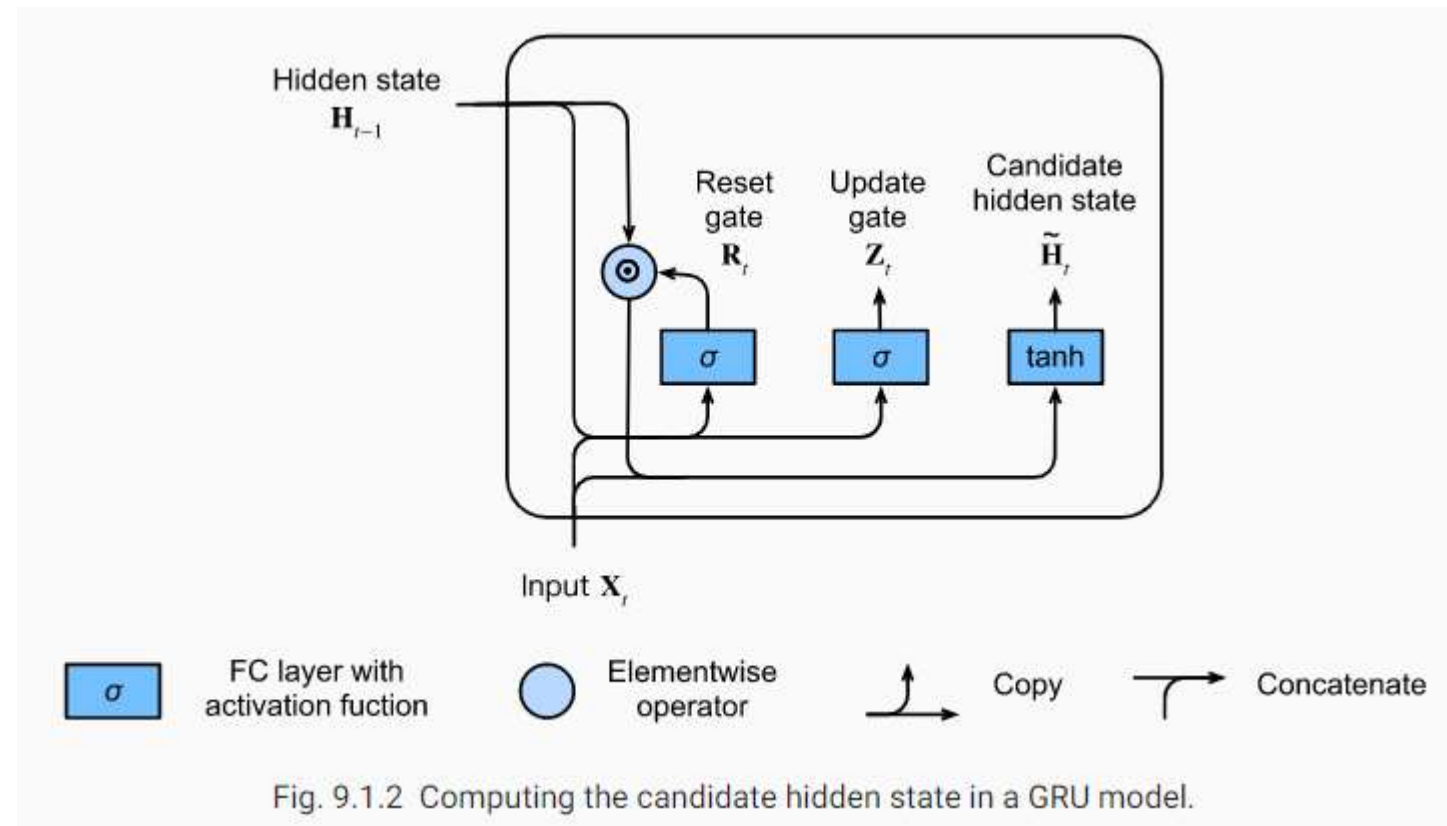 Hidden state
H_{t−1}
Reset
gate
R_t
Update
gate
Z_t
Candidate
hidden state
H̃_t
⊙
σ
σ
tanh
Input X_t
σ
FC layer with
activation fuction
Elementwise
operator
Copy
Concatenate
Fig. 9.1.2 Computing the candidate hidden state in a GRU model.